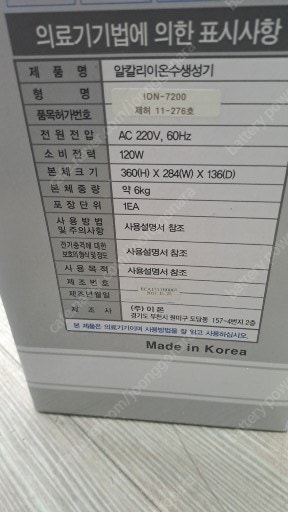 의료기기법에 의한 표시사항
제 품 명 알칼리이온수생성기
형 명 ION-7200
품목허가번호 제허 11-276호
전 원 전 압 AC 220V, 60Hz
소 비 전 력 120W
본 체 크 기 360(H) X 284(W) X 136(D)
본 체 중 량 약 6kg
포 장 단 위 1EA
사 용 방 법 및 주의사항 사용설명서 참조
전기충격에 대한 보호의 형식 및 정도 사용설명서 참조
사 용 목 적 사용설명서 참조
제 조 번 호
제조년월일
제 조 사 (주) 이온
경기도 부천시 원미구 도당동 157-4번지 2층
본 제품은 의료기기이며 사용방법을 잘 읽고 사용하십시오.
Made in Korea